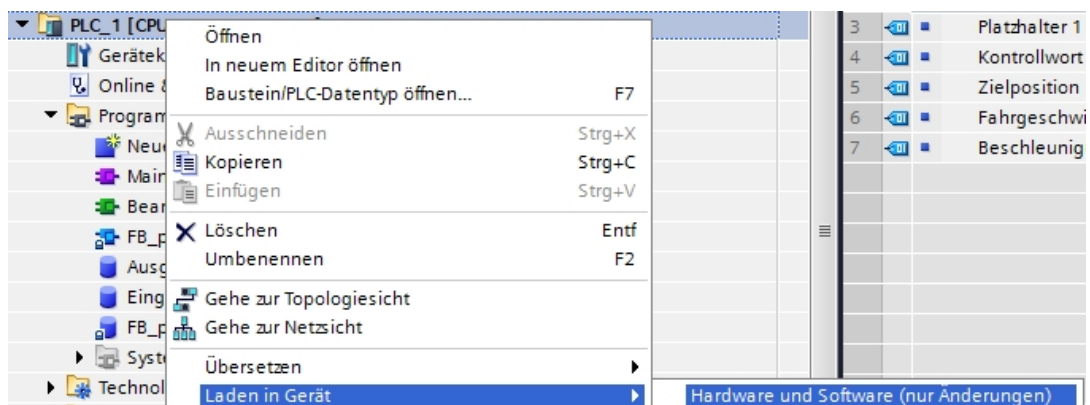 PLC_1 [CPU
Gerätek
Online &
Program
Neue
Main
Bear
FB_p
Ausg
Eing
FB_p
Syste
Technol
Öffnen
In neuem Editor öffnen
Baustein/PLC-Datentyp öffnen... F7
Ausschneiden Strg+X
Kopieren Strg+C
Einfügen Strg+V
Löschen Entf
Umbenennen F2
Gehe zur Topologiesicht
Gehe zur Netzsicht
Übersetzen
Laden in Gerät
Hardware und Software (nur Änderungen)
3 Platzhalter 1
4 Kontrollwort
5 Zielposition
6 Fahrgeschwi
7 Beschleunig